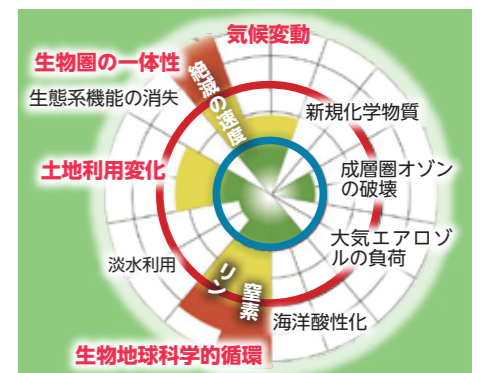 気候変動
生物圏の一体性
絶滅の速度
生態系機能の消失
新規化学物質
土地利用変化
成層圏オゾン
の破壊
大気エアロゾ
ルの負荷
淡水利用
リン
窒素
海洋酸性化
生物地球科学的循環